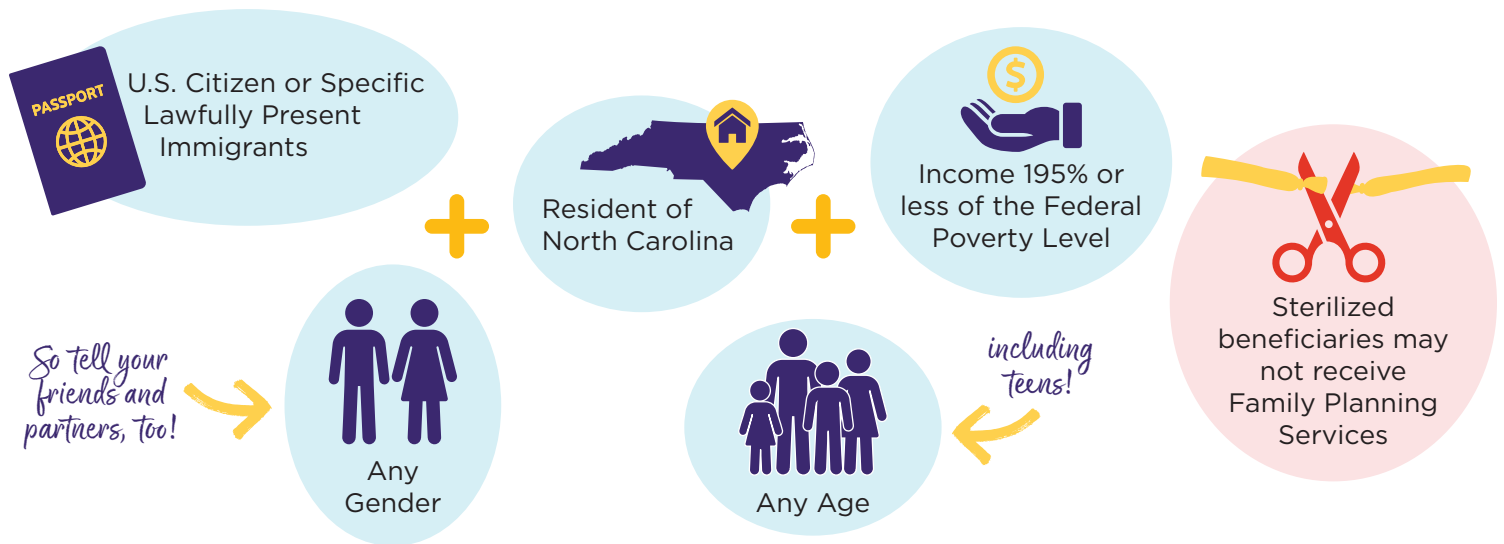 PASSPORT
U.S. Citizen or Specific
Lawfully Present
Immigrants
Resident of
North Carolina
$
Income 195% or
less of the Federal
Poverty Level
Sterilized
beneficiaries may
not receive
Family Planning
Services
So tell your
friends and
partners, too!
Any
Gender
including
teens!
Any Age